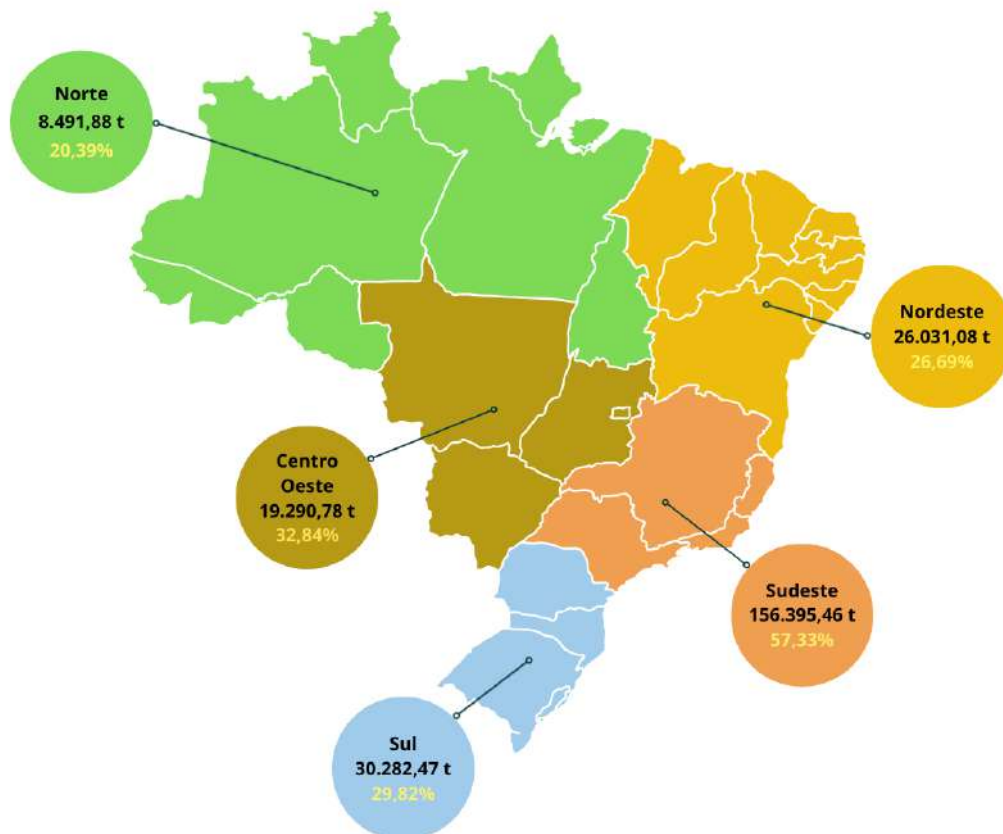 Norte
8.491,88 t
20,39%
Nordeste
26.031,08 t
26,69%
Centro
Oeste
19.290,78 t
32,84%
Sudeste
156.395,46 t
57,33%
Sul
30.282,47 t
29,82%